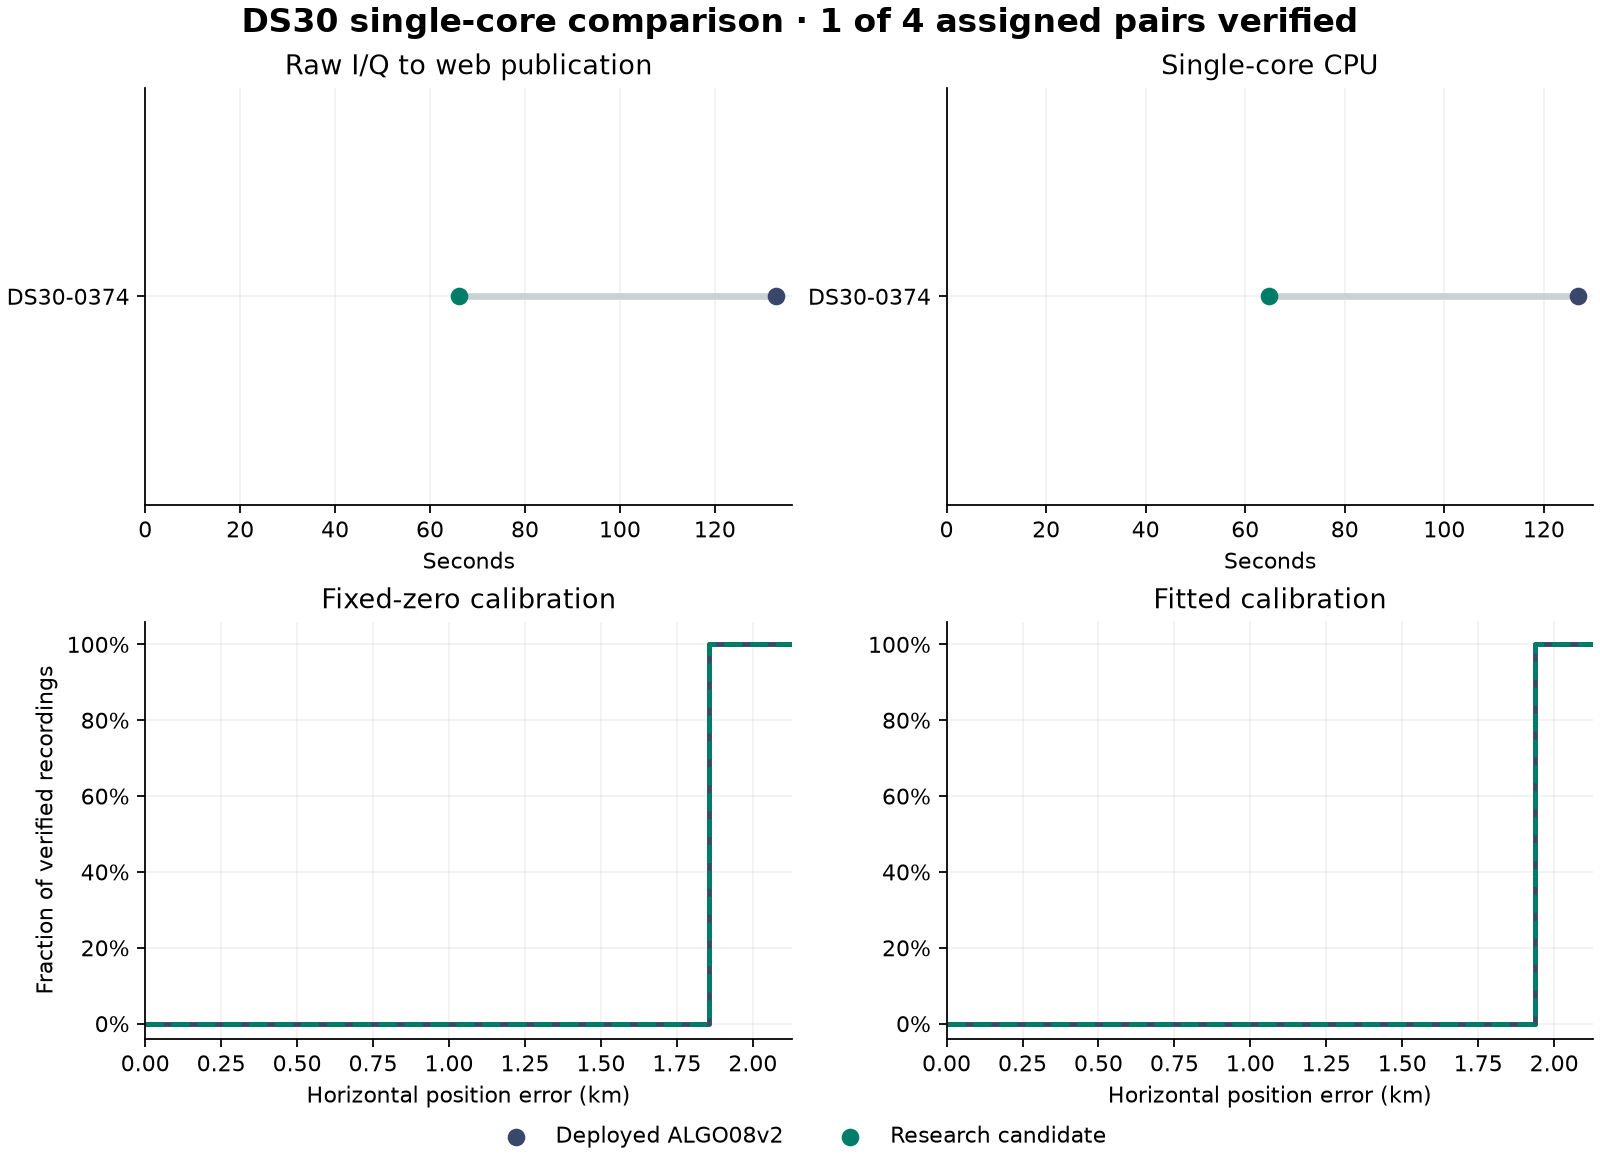 DS30 single-core comparison · 1 of 4 assigned pairs verified
Raw I/Q to web publication
DS30-0374
0 20 40 60 80 100 120
Seconds
Single-core CPU
DS30-0374
0 20 40 60 80 100 120
Seconds
Fixed-zero calibration
Fraction of verified recordings
100%
80%
60%
40%
20%
0%
0.00 0.25 0.50 0.75 1.00 1.25 1.50 1.75 2.00
Horizontal position error (km)
Fitted calibration
100%
80%
60%
40%
20%
0%
0.00 0.25 0.50 0.75 1.00 1.25 1.50 1.75 2.00
Horizontal position error (km)
Deployed ALGO08v2
Research candidate